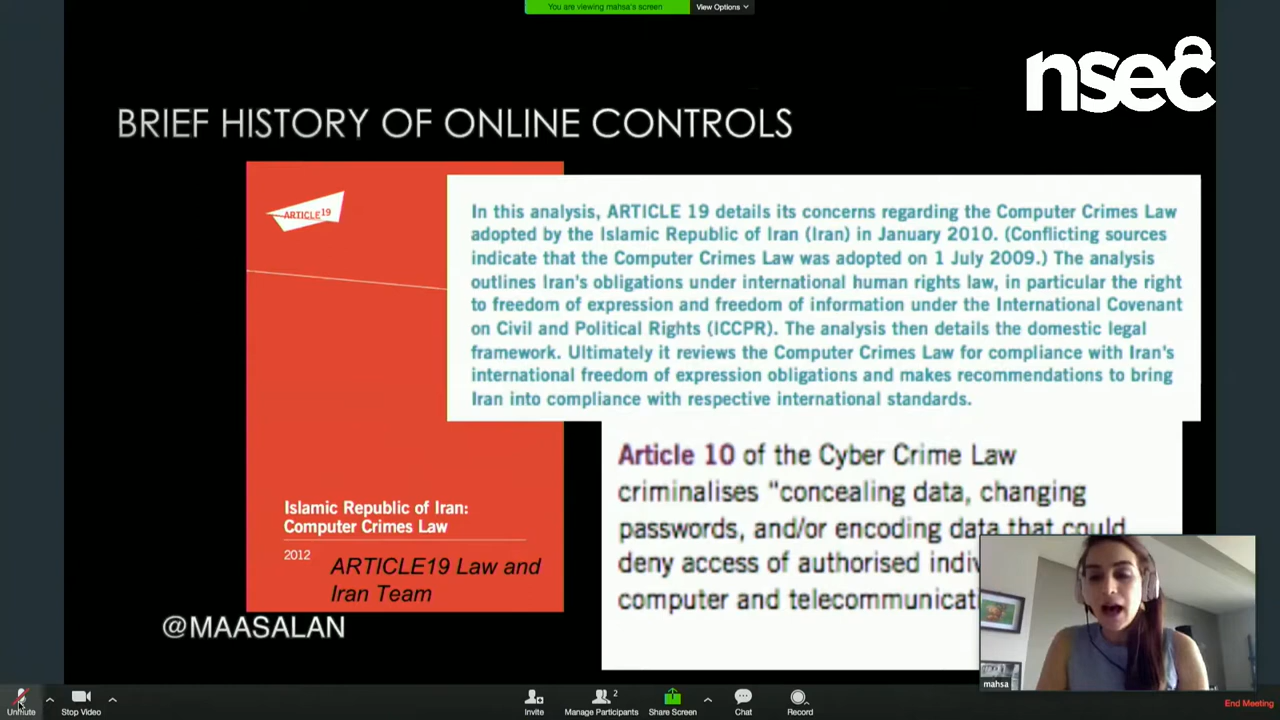 You are viewing mahsa's screen
View Options
nsec
BRIEF HISTORY OF ONLINE CONTROLS
ARTICLE 19
In this analysis, ARTICLE 19 details its concerns regarding the Computer Crimes Law
adopted by the Islamic Republic of Iran (Iran) in January 2010. (Conflicting sources
indicate that the Computer Crimes Law was adopted on 1 July 2009.) The analysis
outlines Iran's obligations under international human rights law, in particular the right
to freedom of expression and freedom of information under the International Covenant
on Civil and Political Rights (ICCPR). The analysis then details the domestic legal
framework. Ultimately it reviews the Computer Crimes Law for compliance with Iran's
international freedom of expression obligations and makes recommendations to bring
Iran into compliance with respective international standards.
Article 10 of the Cyber Crime Law
criminalises "concealing data, changing
passwords, and/or encoding data that could
deny access of authorised indiv
computer and telecommunicat
Islamic Republic of Iran:
Computer Crimes Law
2012
ARTICLE19 Law and
Iran Team
@MAASALAN
mahsa
Unmute
Stop Video
Invite
Manage Participants
2
Share Screen
Chat
Record
End Meeting